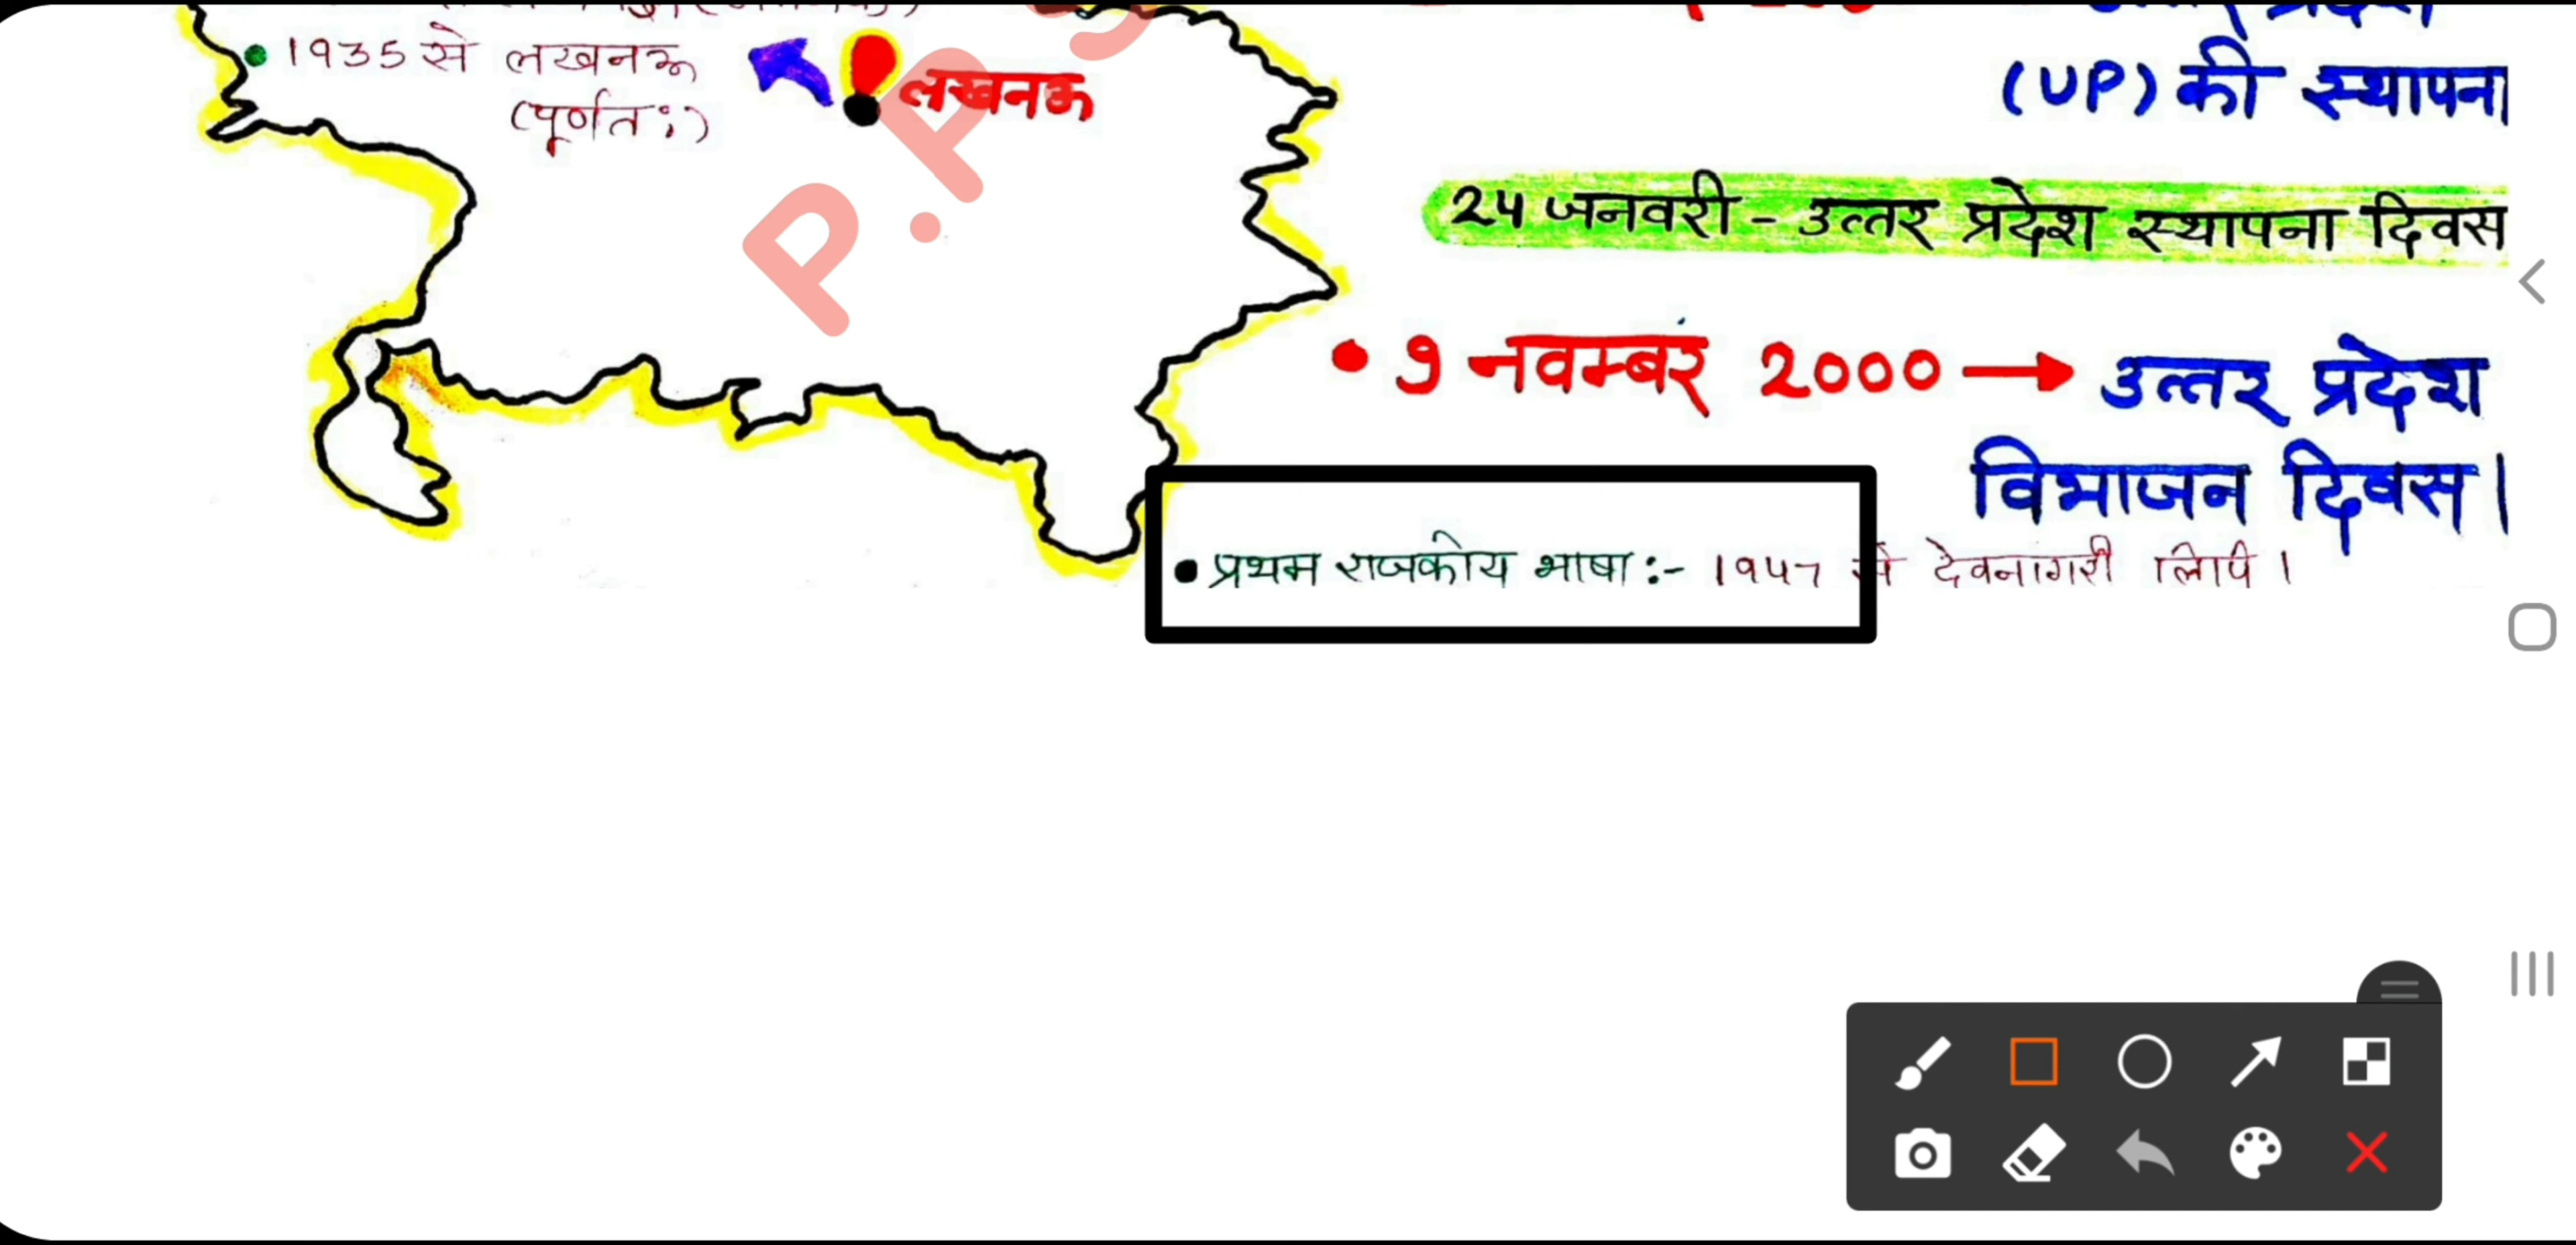 • 1935 से लखनऊ
(पूर्णतः)
लखनऊ
P.P
(UP) की स्थापना
24 जनवरी - उत्तर प्रदेश स्थापना दिवस
• 9 नवम्बर 2000 → उत्तर प्रदेश
विभाजन दिवस।
• प्रथम राजकीय भाषा :- 1947 से देवनागरी लिपि।